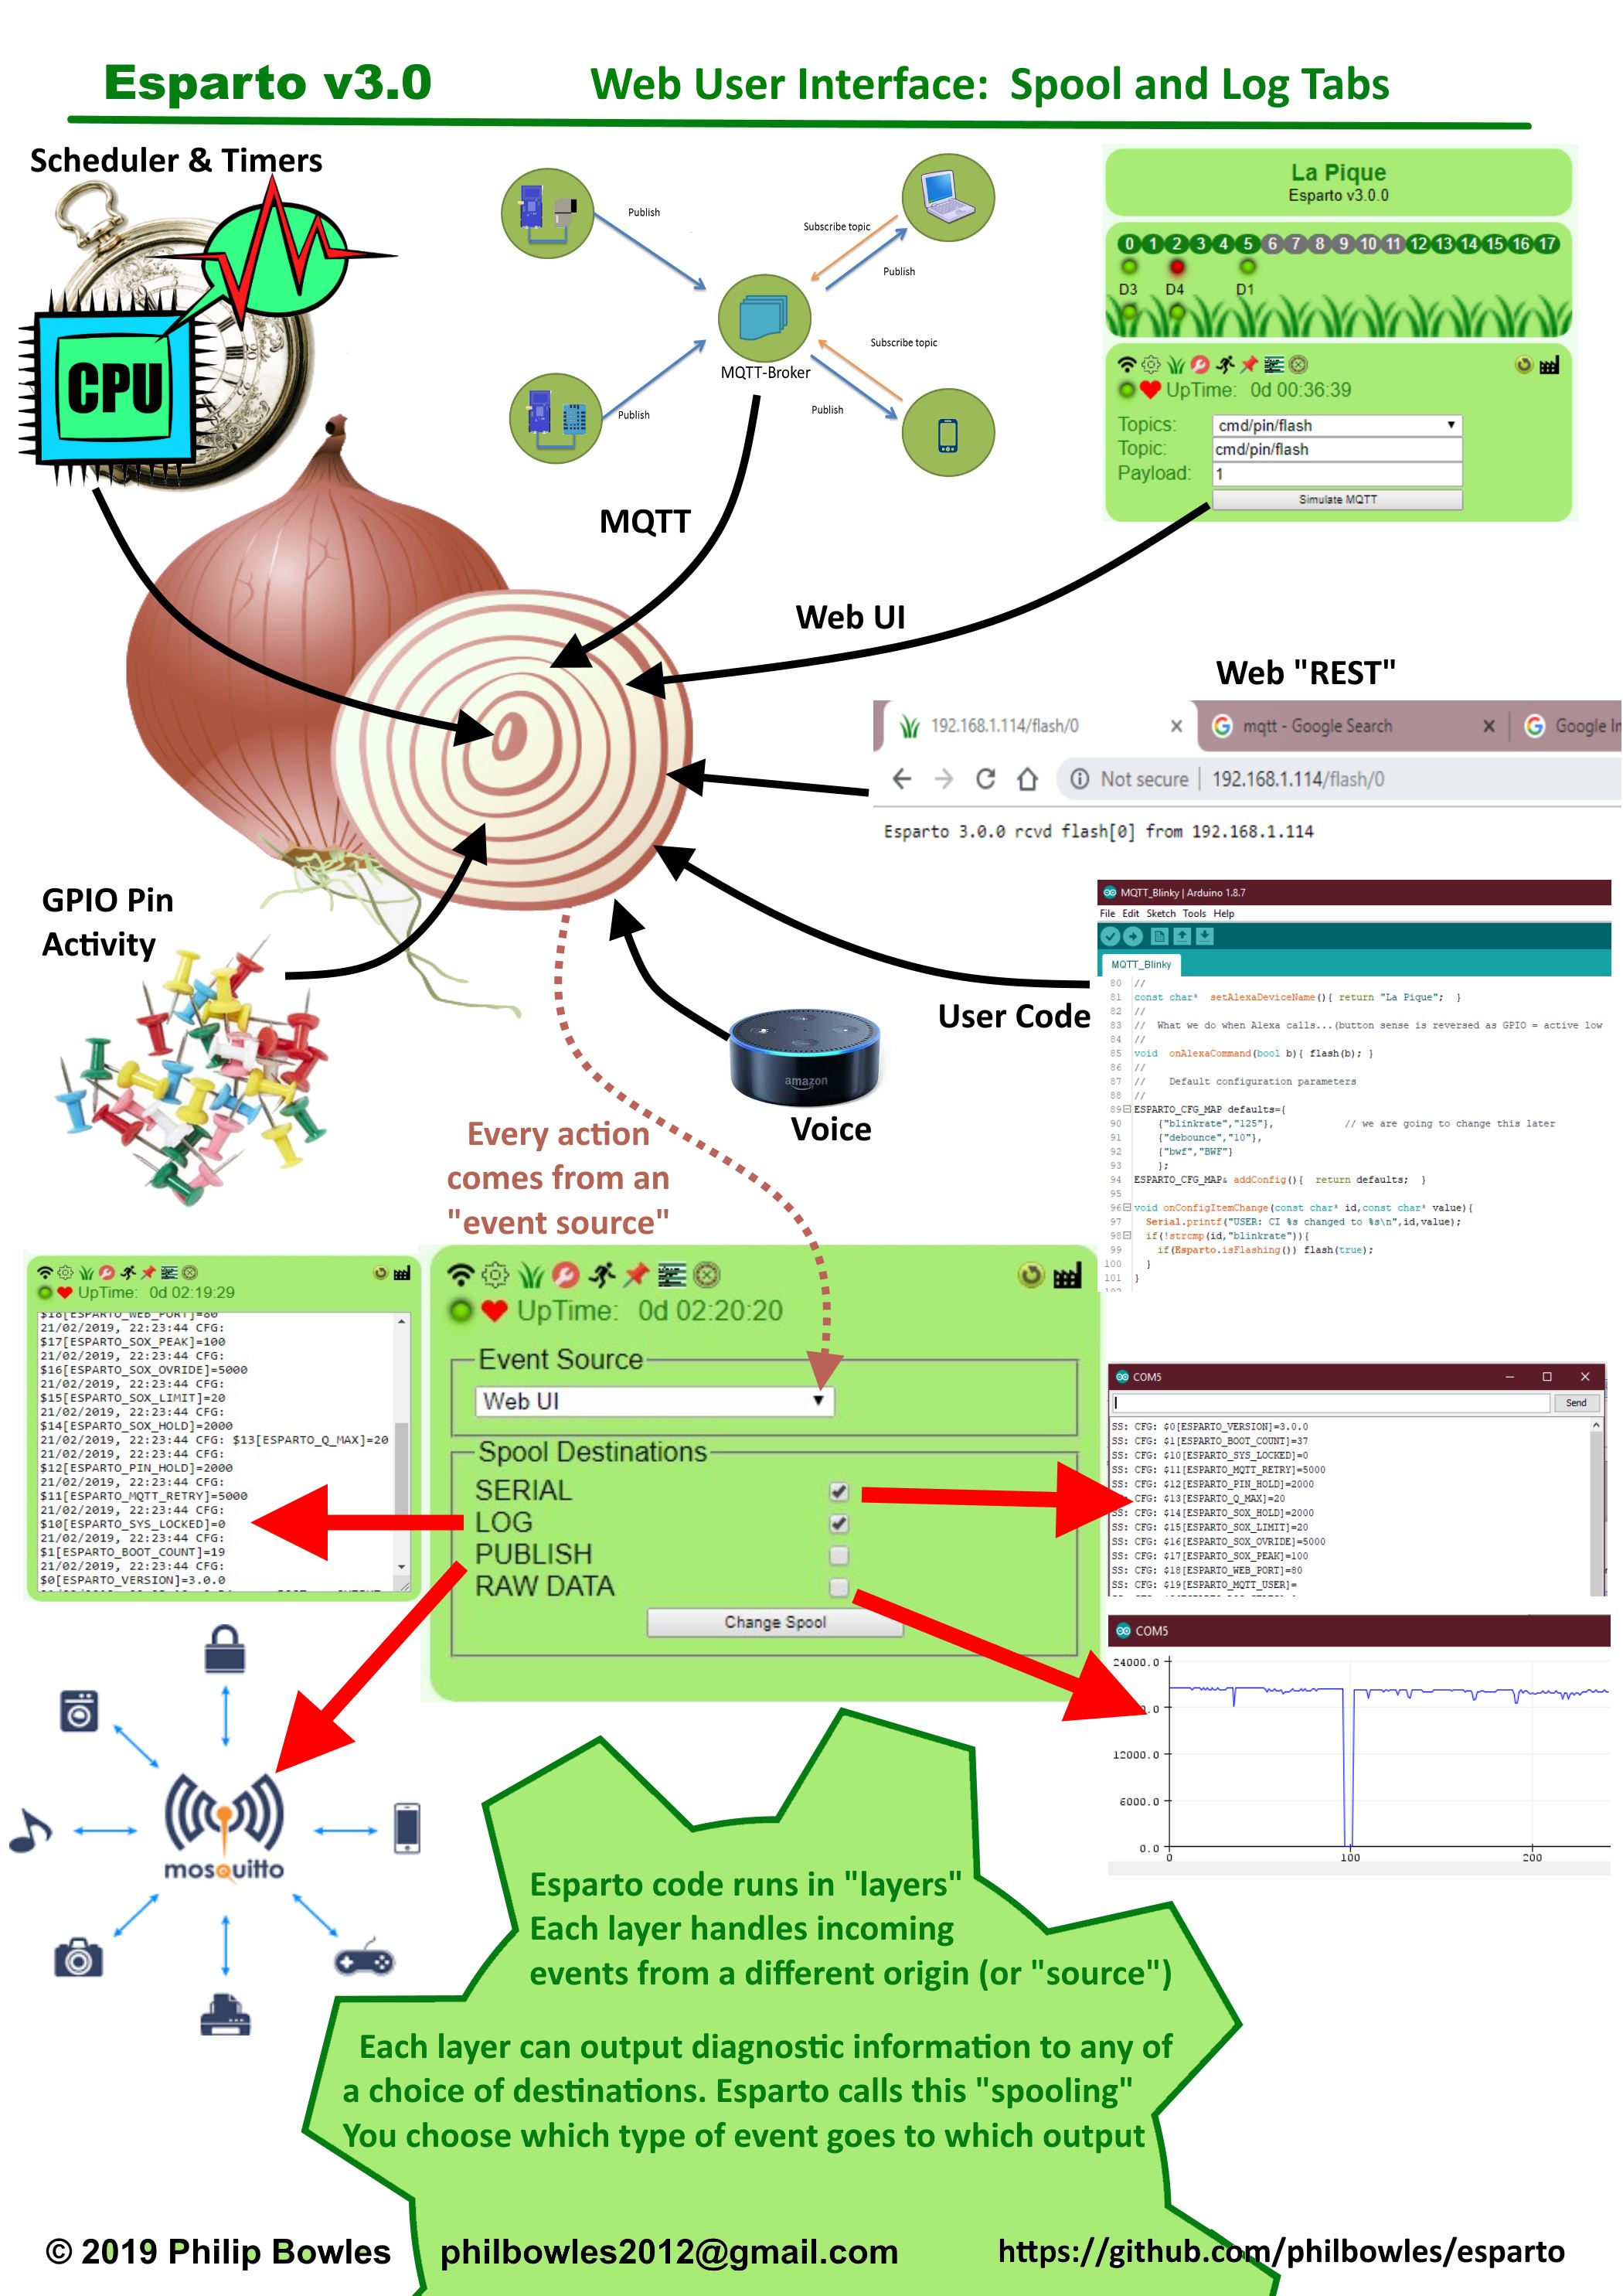 Esparto v3.0
Web User Interface: Spool and Log Tabs
Scheduler & Timers
CPU
Publish
Subscribe topic
Publish
MQTT-Broker
Subscribe topic
Publish
Publish
La Pique
Esparto v3.0.0
0 1 2 3 4 5 6 7 8 9 10 11 12 13 14 15 16 17
D3 D4 D1
UpTime: 0d 00:36:39
Topics: cmd/pin/flash
Topic: cmd/pin/flash
Payload: 1
Simulate MQTT
MQTT
Web UI
Web "REST"
192.168.1.114/flash/0
mqtt - Google Search
Google
Not secure 192.168.1.114/flash/0
Esparto 3.0.0 rcvd flash[0] from 192.168.1.114
GPIO Pin
Activity
User Code
amazon
Voice
MQTT_Blinky | Arduino 1.8.7
File Edit Sketch Tools Help
MQTT_Blinky
80 //
81 const char* setAlexaDeviceName(){ return "La Pique"; }
82 //
83 // What we do when Alexa calls...(button sense is reversed as GPIO = active low
84 //
85 void onAlexaCommand(bool b){ flash(b); }
86 //
87 // Default configuration parameters
88 //
89 ESPARTO_CFG_MAP defaults={
90 {"blinkrate","125"}, // we are going to change this later
91 {"debounce","10"},
92 {"bwf","BWF"}
93 };
94 ESPARTO_CFG_MAP& addConfig(){ return defaults; }
95
96 void onConfigItemChange(const char* id,const char* value){
97 Serial.printf("USER: CI %s changed to %s\n",id,value);
98 if(!strcmp(id,"blinkrate")){
99 if(Esparto.isFlashing()) flash(true);
100 }
101 }
Every action
comes from an
"event source"
UpTime: 0d 02:19:29
$18[ESPARTO_WEB_PORT]=80
21/02/2019, 22:23:44 CFG:
$17[ESPARTO_SOX_PEAK]=100
21/02/2019, 22:23:44 CFG:
$16[ESPARTO_SOX_OVRIDE]=5000
21/02/2019, 22:23:44 CFG:
$15[ESPARTO_SOX_LIMIT]=20
21/02/2019, 22:23:44 CFG:
$14[ESPARTO_SOX_HOLD]=2000
21/02/2019, 22:23:44 CFG: $13[ESPARTO_Q_MAX]=20
21/02/2019, 22:23:44 CFG:
$12[ESPARTO_PIN_HOLD]=2000
21/02/2019, 22:23:44 CFG:
$11[ESPARTO_MQTT_RETRY]=5000
21/02/2019, 22:23:44 CFG:
$10[ESPARTO_SYS_LOCKED]=0
21/02/2019, 22:23:44 CFG:
$1[ESPARTO_BOOT_COUNT]=19
21/02/2019, 22:23:44 CFG:
$0[ESPARTO_VERSION]=3.0.0
UpTime: 0d 02:20:20
Event Source
Web UI
Spool Destinations
SERIAL
LOG
PUBLISH
RAW DATA
Change Spool
COM5
Send
SS: CFG: $0[ESPARTO_VERSION]=3.0.0
SS: CFG: $1[ESPARTO_BOOT_COUNT]=37
SS: CFG: $10[ESPARTO_SYS_LOCKED]=0
SS: CFG: $11[ESPARTO_MQTT_RETRY]=5000
SS: CFG: $12[ESPARTO_PIN_HOLD]=2000
CFG: $13[ESPARTO_Q_MAX]=20
SS: CFG: $14[ESPARTO_SOX_HOLD]=2000
SS: CFG: $15[ESPARTO_SOX_LIMIT]=20
SS: CFG: $16[ESPARTO_SOX_OVRIDE]=5000
SS: CFG: $17[ESPARTO_SOX_PEAK]=100
SS: CFG: $18[ESPARTO_WEB_PORT]=80
SS: CFG: $19[ESPARTO_MQTT_USER]=
COM5
24000.0
12000.0
6000.0
0.0
0 100 200
mosquitto
Esparto code runs in "layers"
Each layer handles incoming
events from a different origin (or "source")
Each layer can output diagnostic information to any of
a choice of destinations. Esparto calls this "spooling"
You choose which type of event goes to which output
© 2019 Philip Bowles philbowles2012@gmail.com https://github.com/philbowles/esparto